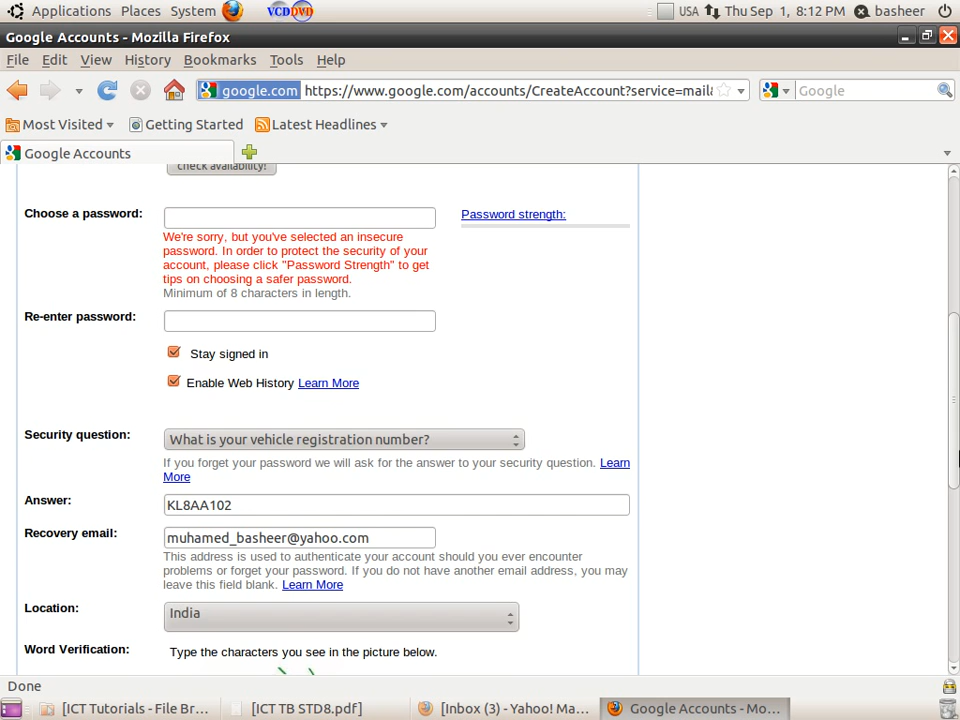 Applications Places System VCD DVD USA Thu Sep 1, 8:12 PM basheer
Google Accounts - Mozilla Firefox
File Edit View History Bookmarks Tools Help
google.com https://www.google.com/accounts/CreateAccount?service=mail& Google
Most Visited Getting Started Latest Headlines
Google Accounts
check availability!
Choose a password: Password strength:
We're sorry, but you've selected an insecure
password. In order to protect the security of your
account, please click "Password Strength" to get
tips on choosing a safer password.
Minimum of 8 characters in length.
Re-enter password:
Stay signed in
Enable Web History Learn More
Security question: What is your vehicle registration number?
If you forget your password we will ask for the answer to your security question. Learn
More
Answer: KL8AA102
Recovery email: muhamed_basheer@yahoo.com
This address is used to authenticate your account should you ever encounter
problems or forget your password. If you do not have another email address, you may
leave this field blank. Learn More
Location: India
Word Verification: Type the characters you see in the picture below.
Done
[ICT Tutorials - File Br... [ICT TB STD8.pdf] [Inbox (3) - Yahoo! Ma... Google Accounts - Mo...